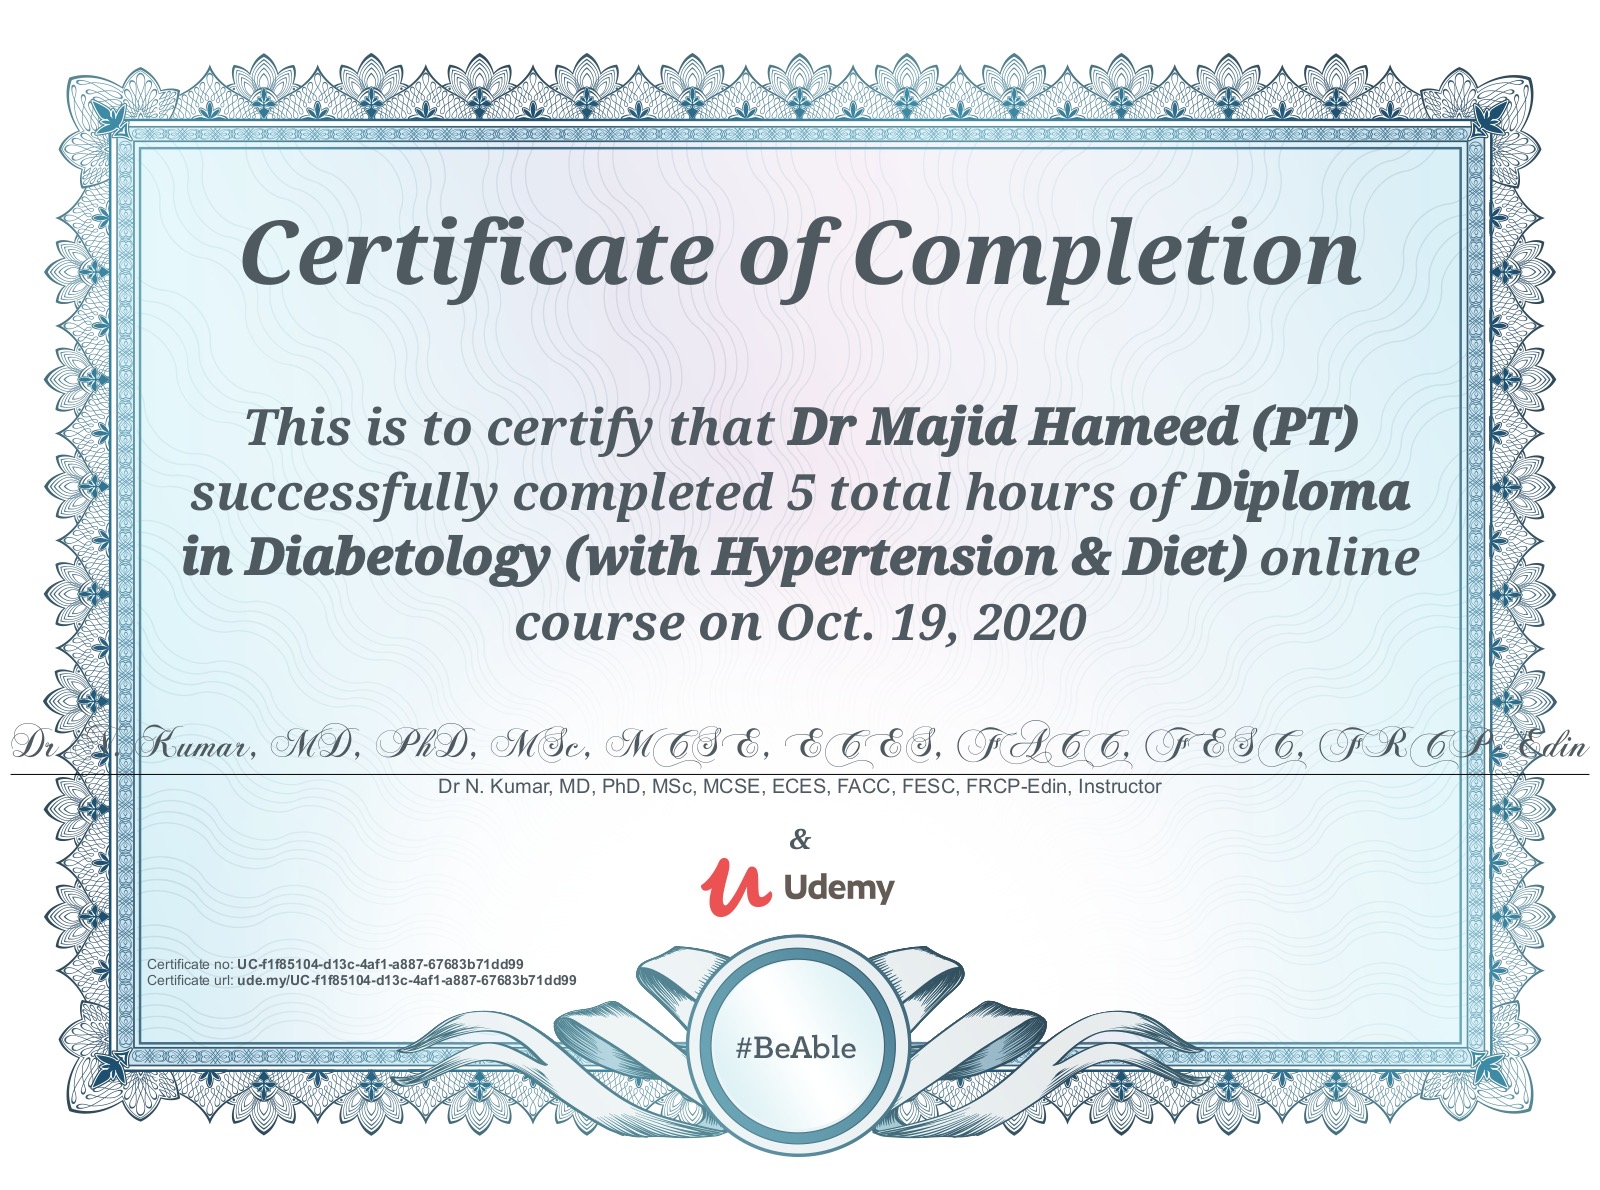 Certificate of Completion
This is to certify that Dr Majid Hameed (PT)
successfully completed 5 total hours of Diploma
in Diabetology (with Hypertension & Diet) online
course on Oct. 19, 2020
Dr N. Kumar, MD, PhD, MSc, MCSE, ECES, FACC, FESC, FRCP-Edin
Dr N. Kumar, MD, PhD, MSc, MCSE, ECES, FACC, FESC, FRCP-Edin, Instructor
&
Udemy
Certificate no: UC-f1f85104-d13c-4af1-a887-67683b71dd99
Certificate url: ude.my/UC-f1f85104-d13c-4af1-a887-67683b71dd99
#BeAble